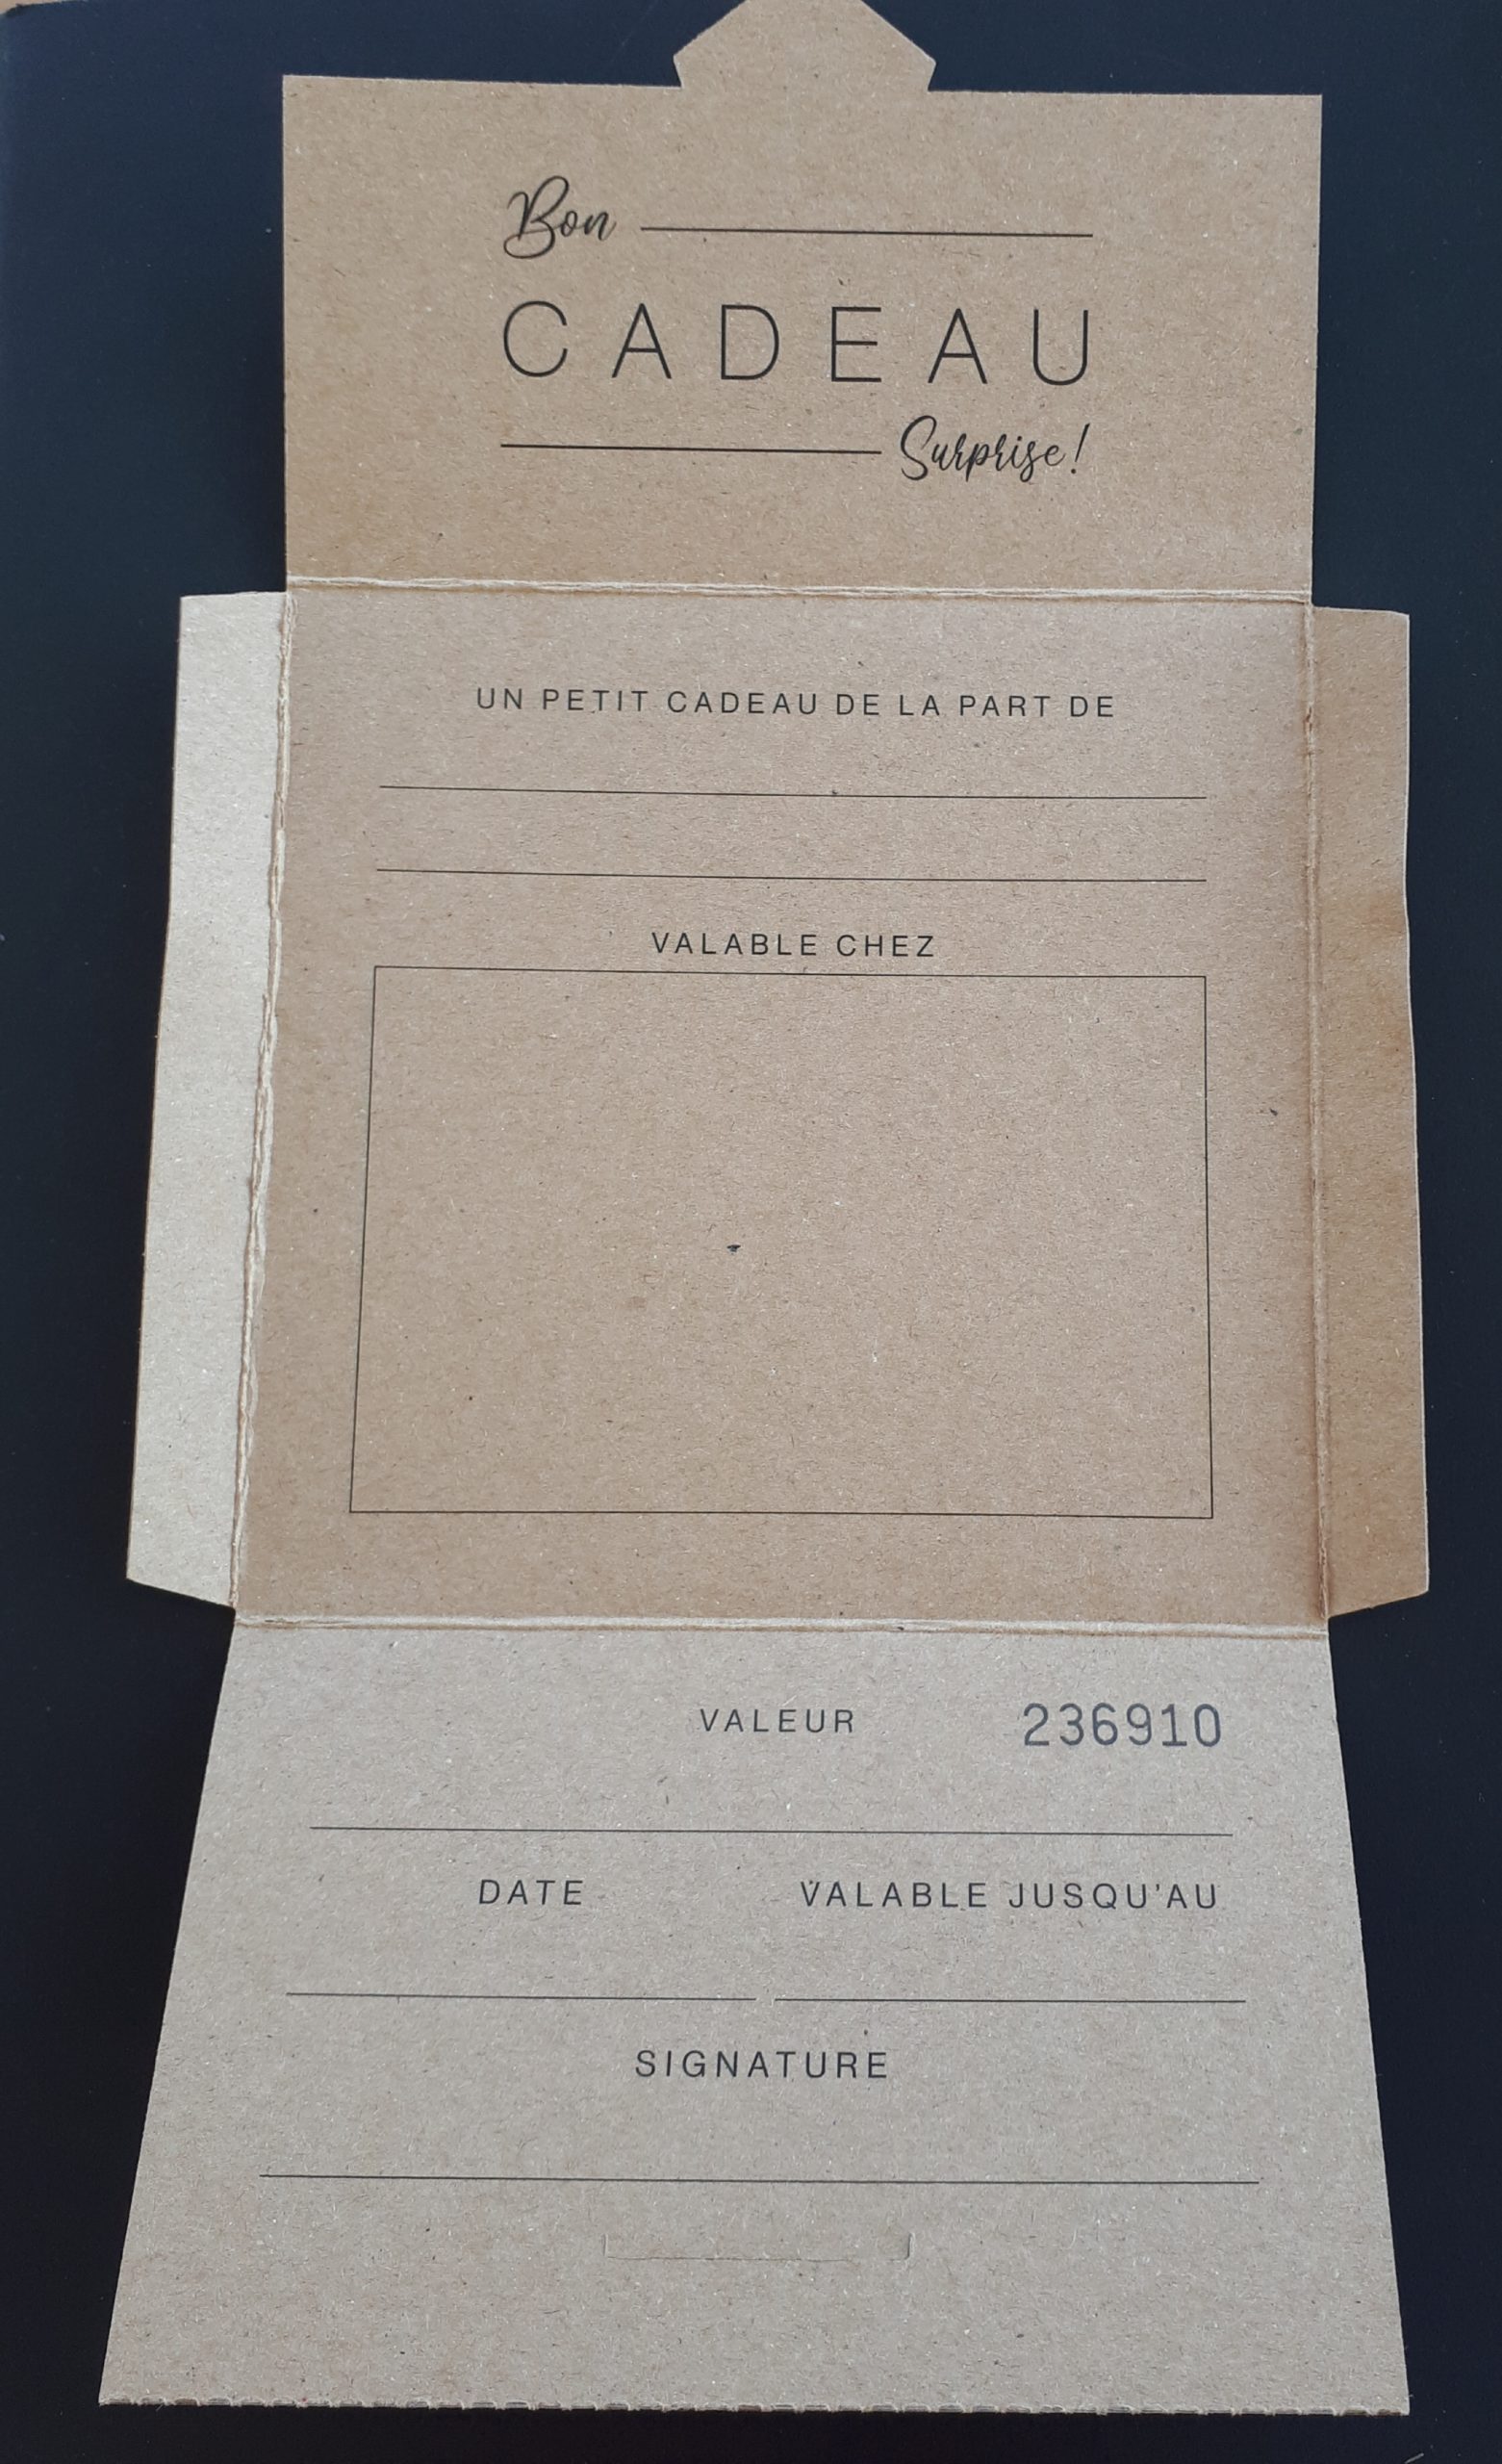 Bon
CADEAU
Surprise!
UN PETIT CADEAU DE LA PART DE
VALABLE CHEZ
VALEUR 236910
DATE VALABLE JUSQU'AU
SIGNATURE